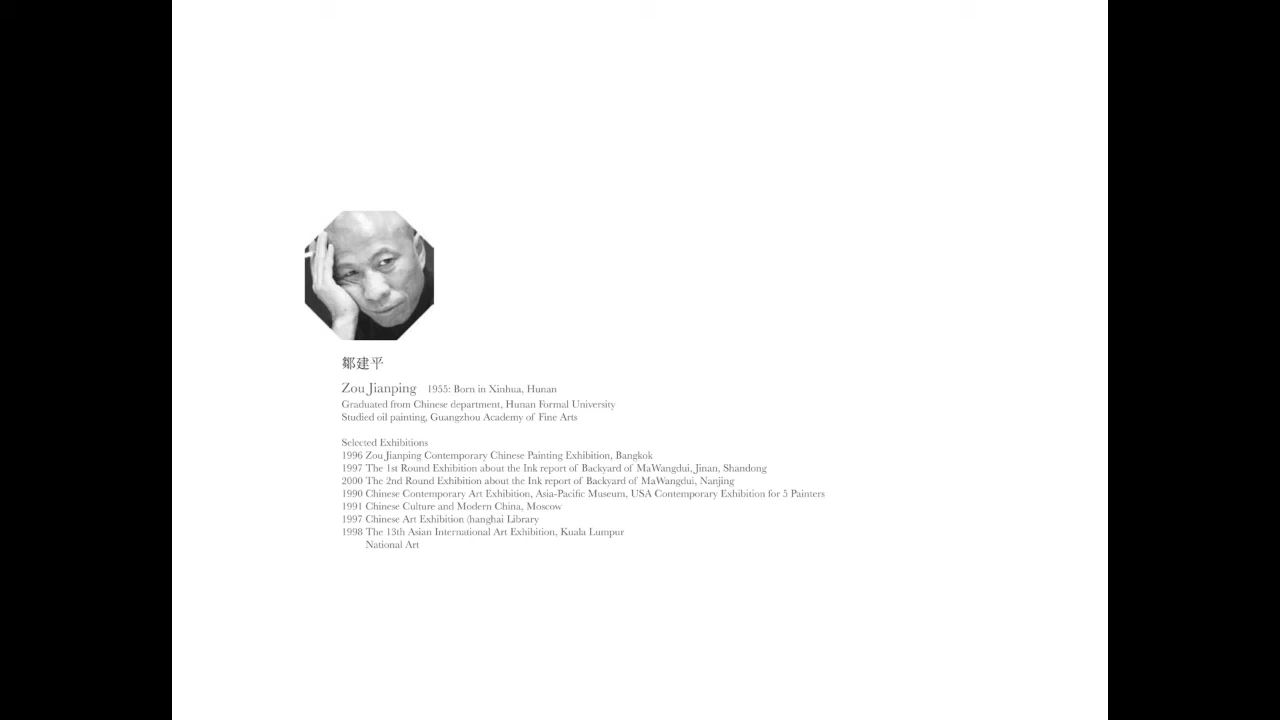 鄒建平
Zou Jianping 1955: Born in Xinhua, Hunan
Graduated from Chinese department, Hunan Formal University
Studied oil painting, Guangzhou Academy of Fine Arts
Selected Exhibitions
1996 Zou Jianping Contemporary Chinese Painting Exhibition, Bangkok
1997 The 1st Round Exhibition about the Ink report of Backyard of MaWangdui, Jinan, Shandong
2000 The 2nd Round Exhibition about the Ink report of Backyard of MaWangdui, Nanjing
1990 Chinese Contemporary Art Exhibition, Asia-Pacific Museum, USA Contemporary Exhibition for 5 Painters
1991 Chinese Culture and Modern China, Moscow
1997 Chinese Art Exhibition (hanghai Library
1998 The 13th Asian International Art Exhibition, Kuala Lumpur
National Art